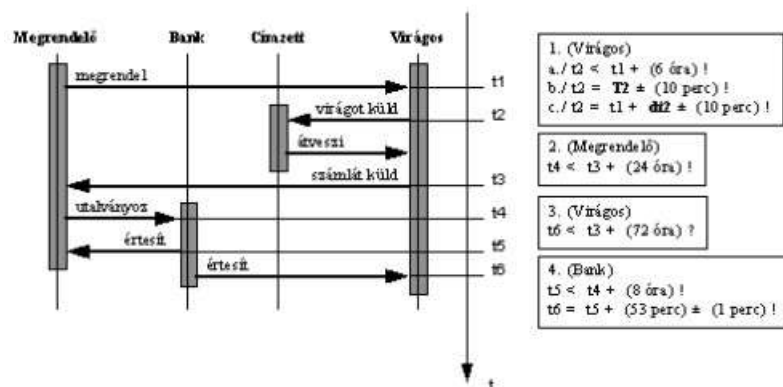 Megrendelő Bank Címzett Virágos
megrendel
t1
virágot küld
t2
átveszi
számlát küld
t3
utalványoz
t4
értesít
t5
értesít
t6
t
1. (Virágos)
a./ t2 < t1 + (6 óra) !
b./ t2 = T2 ± (10 perc) !
c./ t2 = t1 + dt2 ± (10 perc) !
2. (Megrendelő)
t4 < t3 + (24 óra) !
3. (Virágos)
t6 < t3 + (72 óra) ?
4. (Bank)
t5 < t4 + (8 óra) !
t6 = t5 + (53 perc) ± (1 perc) !